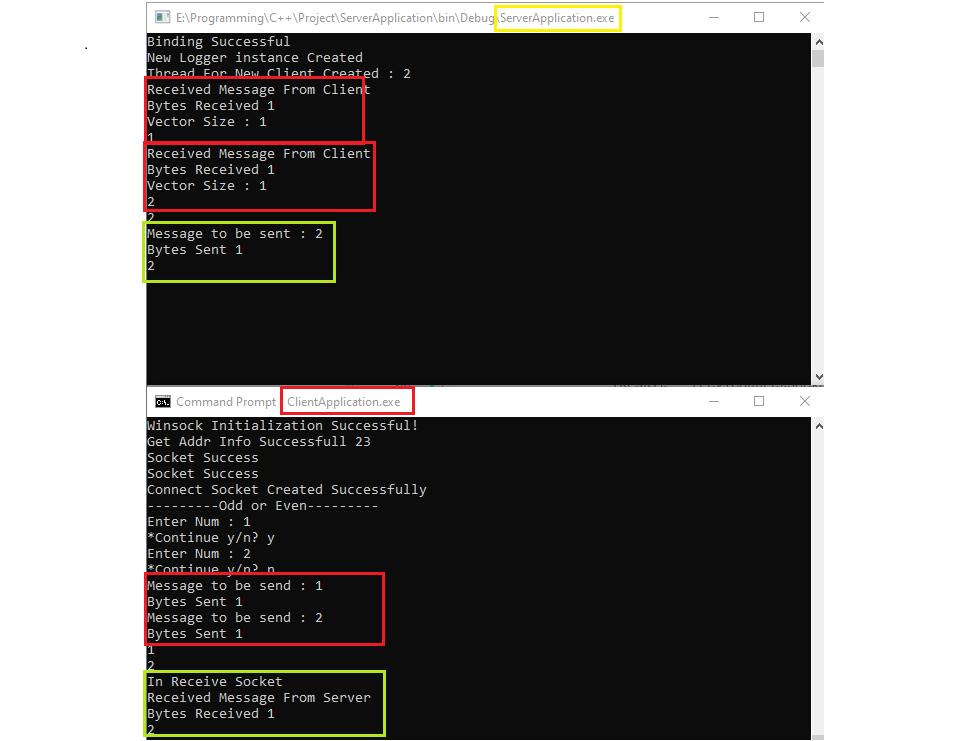 E:\Programming\C++\Project\ServerApplication\bin\Debug\ServerApplication.exe
Binding Successful
New Logger instance Created
Thread For New Client Created : 2
Received Message From Client
Bytes Received 1
Vector Size : 1
1
Received Message From Client
Bytes Received 1
Vector Size : 1
2
2
Message to be sent : 2
Bytes Sent 1
2
Command Prompt ClientApplication.exe
Winsock Initialization Successful!
Get Addr Info Successfull 23
Socket Success
Socket Success
Connect Socket Created Successfully
---------Odd or Even---------
Enter Num : 1
*Continue y/n? y
Enter Num : 2
*Continue y/n? n
Message to be send : 1
Bytes Sent 1
Message to be send : 2
Bytes Sent 1
1
2
In Receive Socket
Received Message From Server
Bytes Received 1
2